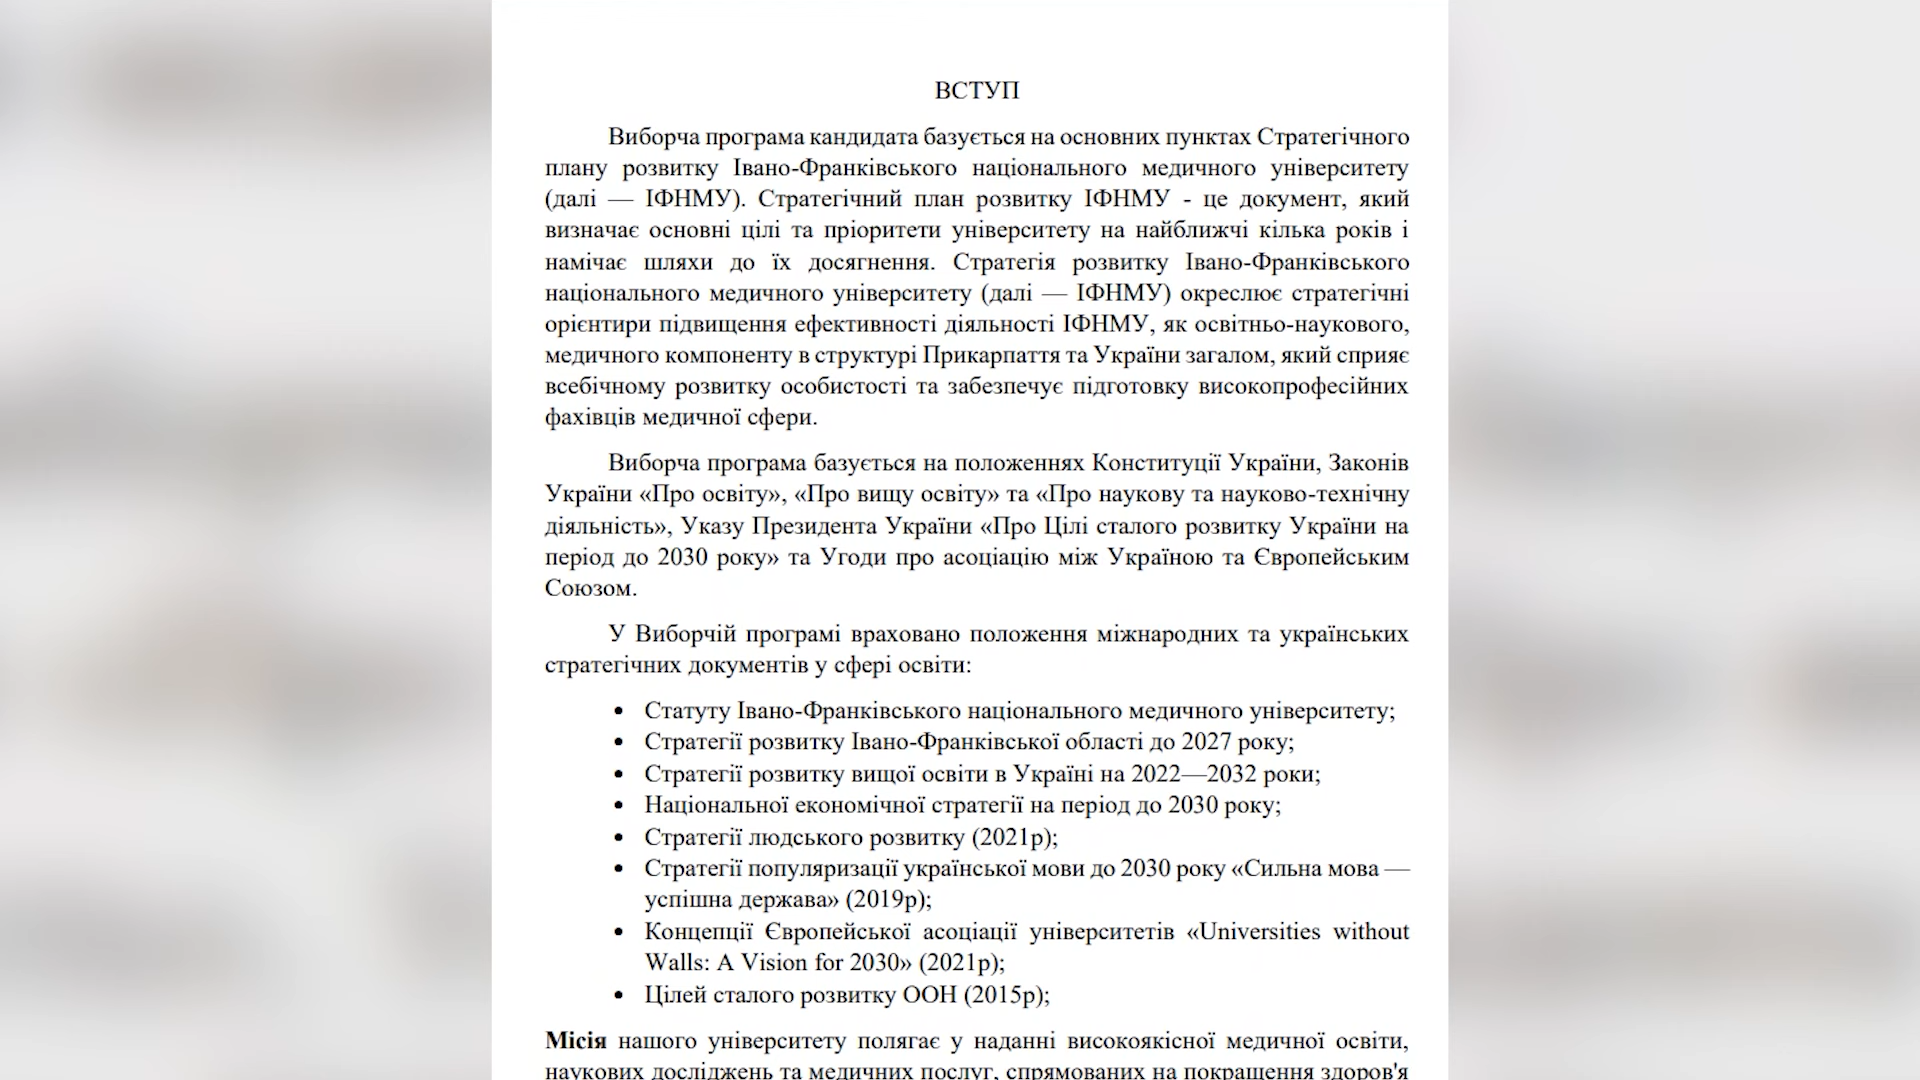 ВСТУП
Виборча програма кандидата базується на основних пунктах Стратегічного
плану розвитку Івано-Франківського національного медичного університету
(далі — ІФНМУ). Стратегічний план розвитку ІФНМУ - це документ, який
визначає основні цілі та пріоритети університету на найближчі кілька років і
намічає шляхи до їх досягнення. Стратегія розвитку Івано-Франківського
національного медичного університету (далі — ІФНМУ) окреслює стратегічні
орієнтири підвищення ефективності діяльності ІФНМУ, як освітньо-наукового,
медичного компоненту в структурі Прикарпаття та України загалом, який сприяє
всебічному розвитку особистості та забезпечує підготовку високопрофесійних
фахівців медичної сфери.
Виборча програма базується на положеннях Конституції України, Законів
України «Про освіту», «Про вищу освіту» та «Про наукову та науково-технічну
діяльність», Указу Президента України «Про Цілі сталого розвитку України на
період до 2030 року» та Угоди про асоціацію між Україною та Європейським
Союзом.
У Виборчій програмі враховано положення міжнародних та українських
стратегічних документів у сфері освіти:
• Статуту Івано-Франківського національного медичного університету;
• Стратегії розвитку Івано-Франківської області до 2027 року;
• Стратегії розвитку вищої освіти в Україні на 2022—2032 роки;
• Національної економічної стратегії на період до 2030 року;
• Стратегії людського розвитку (2021р);
• Стратегії популяризації української мови до 2030 року «Сильна мова —
успішна держава» (2019р);
• Концепції Європейської асоціації університетів «Universities without
Walls: A Vision for 2030» (2021р);
• Цілей сталого розвитку ООН (2015р);
Місія нашого університету полягає у наданні високоякісної медичної освіти,
наукових досліджень та медичних послуг, спрямованих на покращення здоров'я